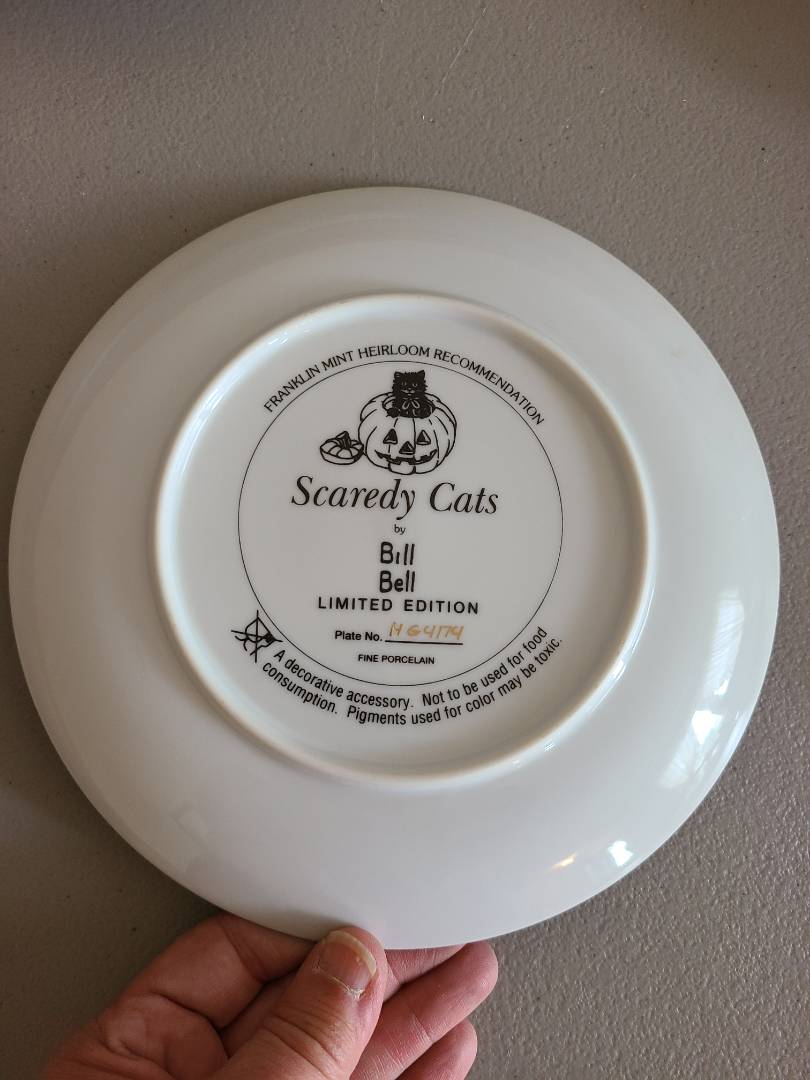 FRANKLIN MINT HEIRLOOM RECOMMENDATION
Scaredy Cats
by
Bill
Bell
LIMITED EDITION
Plate No. HG4174
FINE PORCELAIN
A decorative accessory. Not to be used for food
consumption. Pigments used for color may be toxic.